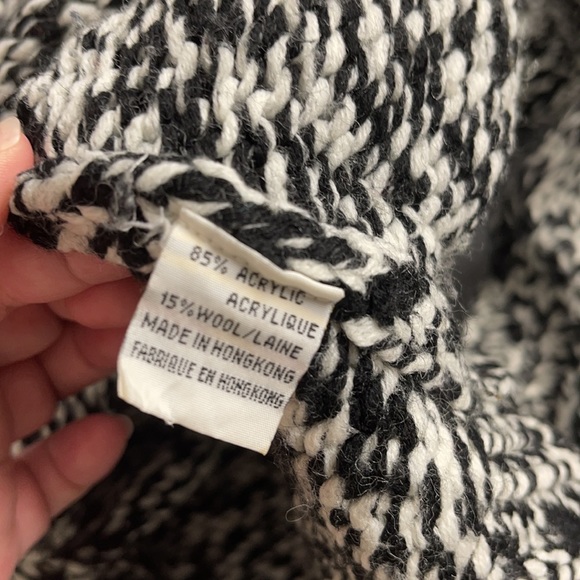 85% ACRYLIC
ACRYLIQUE
15% WOOL/LAINE
MADE IN HONGKONG
FABRIQUE EN HONGKONG